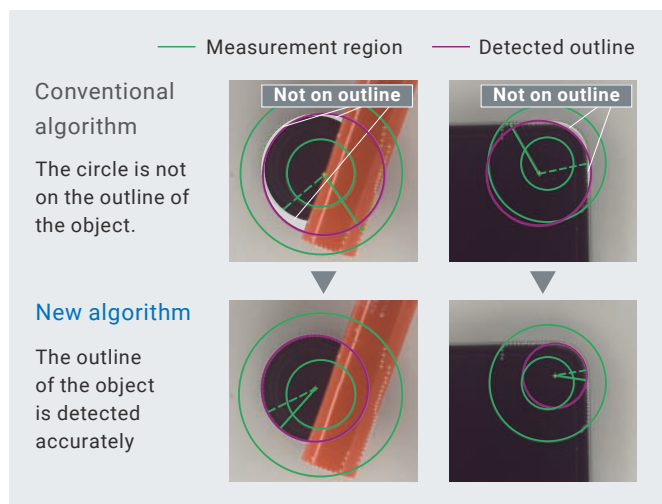 Measurement region
Detected outline
Conventional
algorithm
The circle is not
on the outline of
the object.
Not on outline
Not on outline
New algorithm
The outline
of the object
is detected
accurately